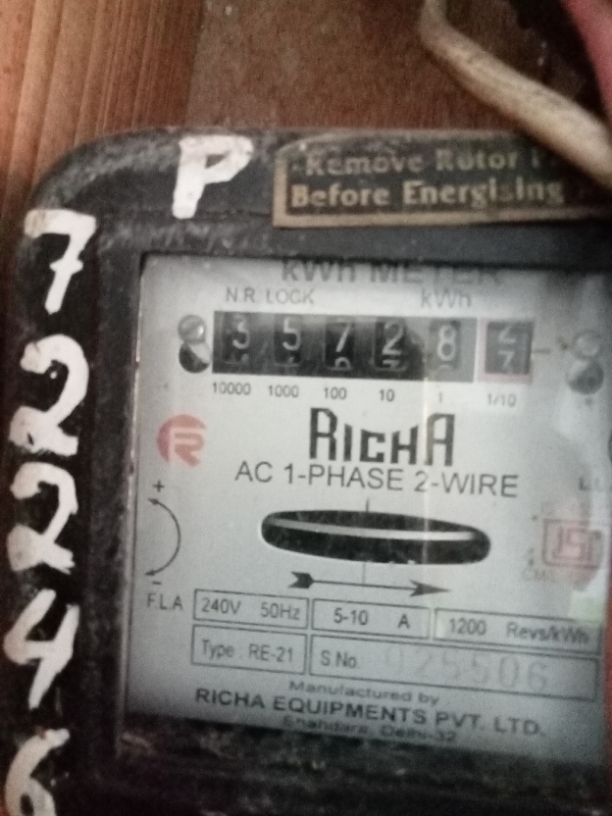 P
Remove Rotor
Before Energising
72246
kWh METER
N.R. LOCK kWh
3 5 7 2 8
10000 1000 100 10 1 1/10
RICHA
AC 1-PHASE 2-WIRE
+
−
F.L.A
240V 50Hz
5-10 A
1200 Revs/kWh
Type : RE-21
S.No. 025506
Manufactured by
RICHA EQUIPMENTS PVT. LTD.
Shahdara, Delhi-32